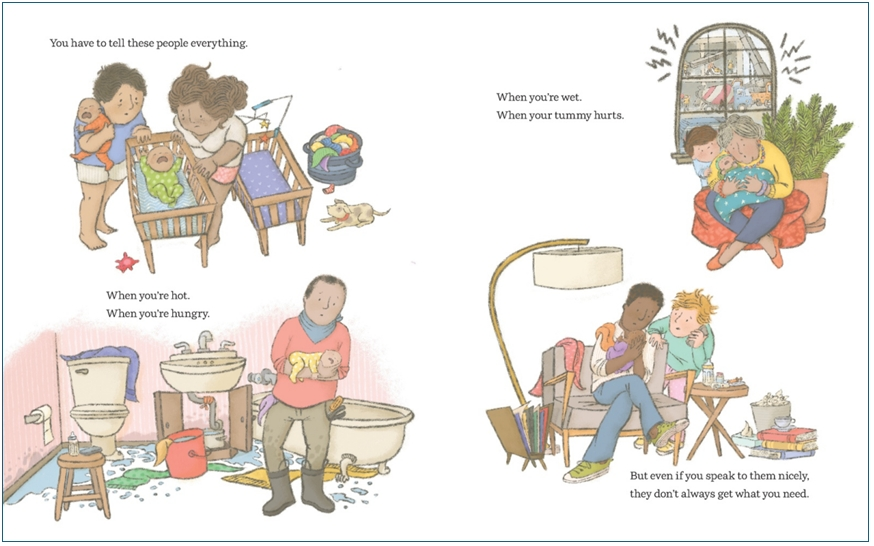 You have to tell these people everything.
When you're hot.
When you're hungry.
When you're wet.
When your tummy hurts.
But even if you speak to them nicely,
they don't always get what you need.